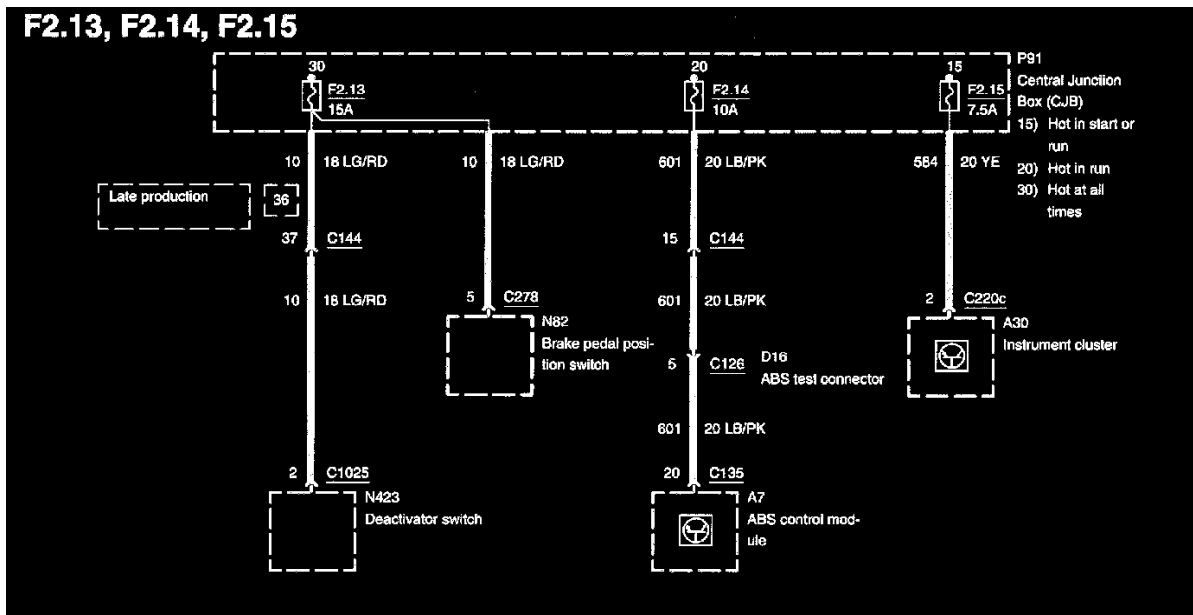 F2.13, F2.14, F2.15
30
F2.13
15A
20
F2.14
10A
15
F2.15
7.5A
P91
Central Junction
Box (CJB)
15) Hot in start or
run
20) Hot in run
30) Hot at all
times
10 18 LG/RD
10 18 LG/RD
601 20 LB/PK
584 20 YE
Late production
36
37 C144
15 C144
10 18 LG/RD
5 C278
601 20 LB/PK
2 C220c
N82
Brake pedal posi-
tion switch
A30
Instrument cluster
5 C126
D16
ABS test connector
601 20 LB/PK
2 C1025
20 C135
N423
Deactivator switch
A7
ABS control mod-
ule